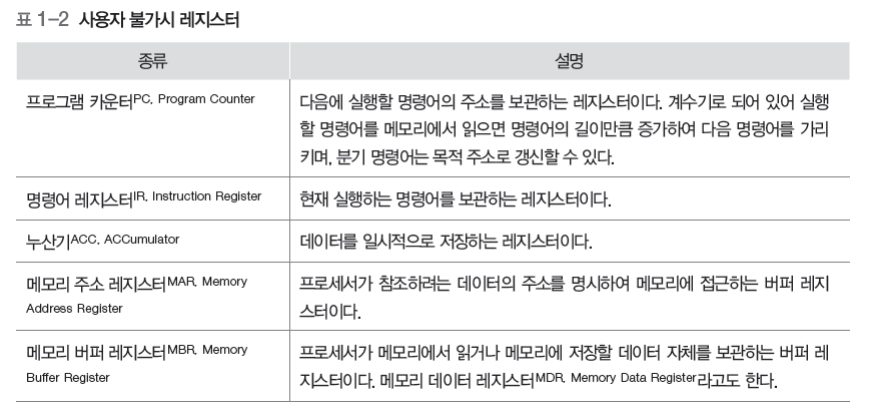 표 1-2 사용자 불가시 레지스터
종류
설명
프로그램 카운터PC, Program Counter
다음에 실행할 명령어의 주소를 보관하는 레지스터이다. 계수기로 되어 있어 실행
할 명령어를 메모리에서 읽으면 명령어의 길이만큼 증가하여 다음 명령어를 가리
키며, 분기 명령어는 목적 주소로 갱신할 수 있다.
명령어 레지스터IR, Instruction Register
현재 실행하는 명령어를 보관하는 레지스터이다.
누산기ACC, ACCumulator
데이터를 일시적으로 저장하는 레지스터이다.
메모리 주소 레지스터MAR, Memory
Address Register
프로세서가 참조하려는 데이터의 주소를 명시하여 메모리에 접근하는 버퍼 레지
스터이다.
메모리 버퍼 레지스터MBR, Memory
Buffer Register
프로세서가 메모리에서 읽거나 메모리에 저장할 데이터 자체를 보관하는 버퍼 레
지스터이다. 메모리 데이터 레지스터MDR, Memory Data Register라고도 한다.